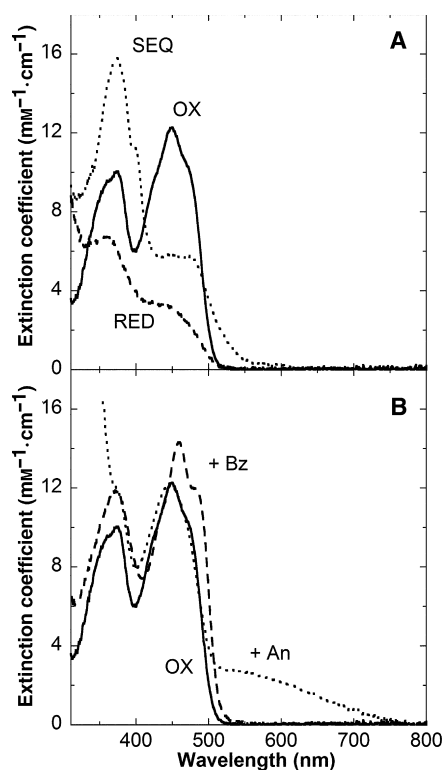 A
SEQ
OX
RED
Extinction coefficient (mM⁻¹·cm⁻¹)
16
12
8
4
0
B
+ Bz
+ An
OX
Extinction coefficient (mM⁻¹·cm⁻¹)
16
12
8
4
0
400 500 600 700 800
Wavelength (nm)